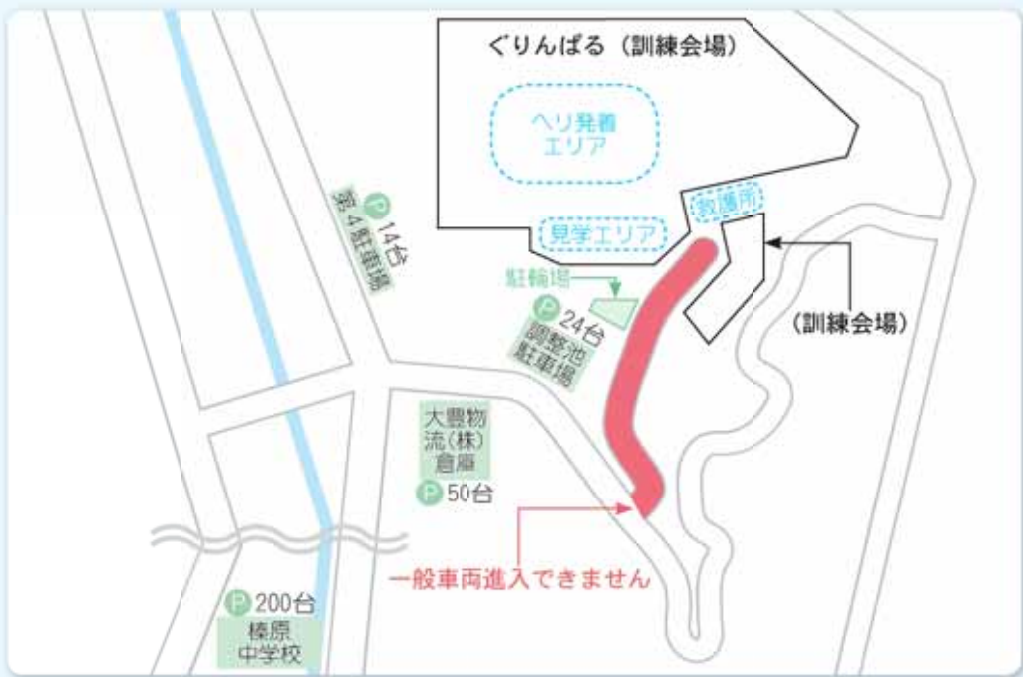 ぐりんぱる（訓練会場）
ヘリ発着
エリア
救護所
見学エリア
P 14台
第4駐車場
駐輪場
P 24台
調整池
駐車場
（訓練会場）
大豊物
流(株)
倉庫
P 50台
一般車両進入できません
P 200台
榛原
中学校